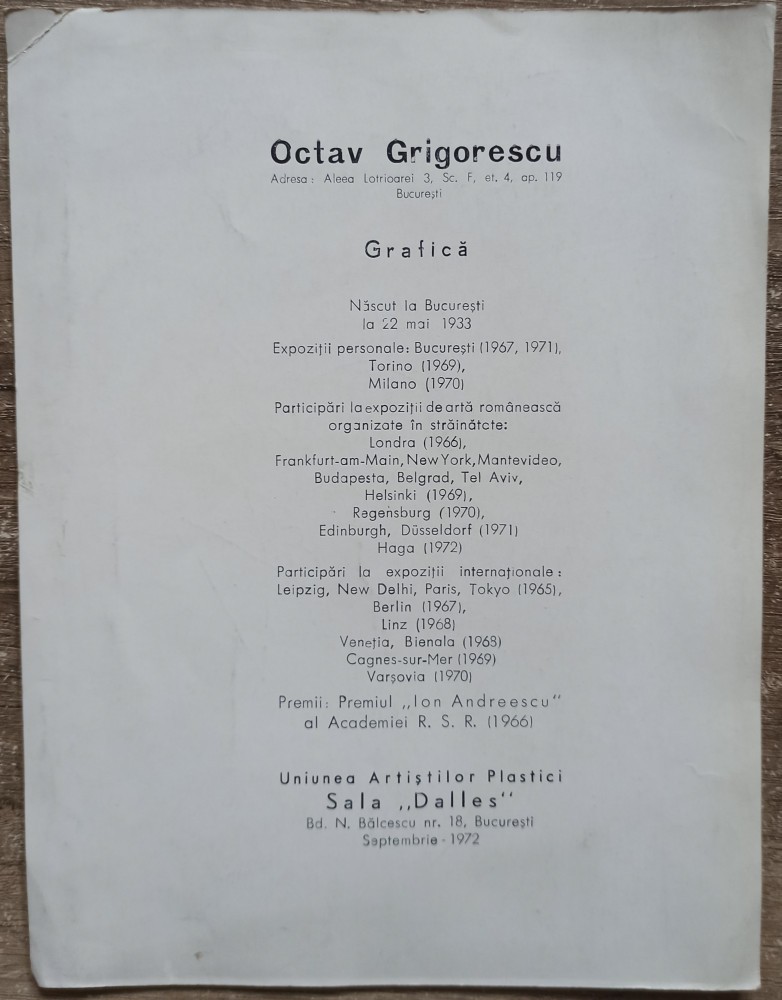 Octav Grigorescu
Adresa: Aleea Lotrioarei 3, Sc. F, et. 4, ap. 119
București
Grafică
Născut la București
la 22 mai 1933
Expoziții personale: București (1967, 1971),
Torino (1969),
Milano (1970)
Participări la expoziții de artă românească
organizate în străinătcte:
Londra (1966),
Frankfurt-am-Main, New York, Mantevideo,
Budapesta, Belgrad, Tel Aviv,
Helsinki (1969),
Regensburg (1970),
Edinburgh, Düsseldorf (1971)
Haga (1972)
Participări la expoziții internaționale:
Leipzig, New Delhi, Paris, Tokyo (1965),
Berlin (1967),
Linz (1968)
Veneția, Bienala (1968)
Cagnes-sur-Mer (1969)
Varșovia (1970)
Premii: Premiul „Ion Andreescu“
al Academiei R. S. R. (1966)
Uniunea Artiștilor Plastici
Sala „Dalles“
Bd. N. Bălcescu nr. 18, București
Septembrie - 1972